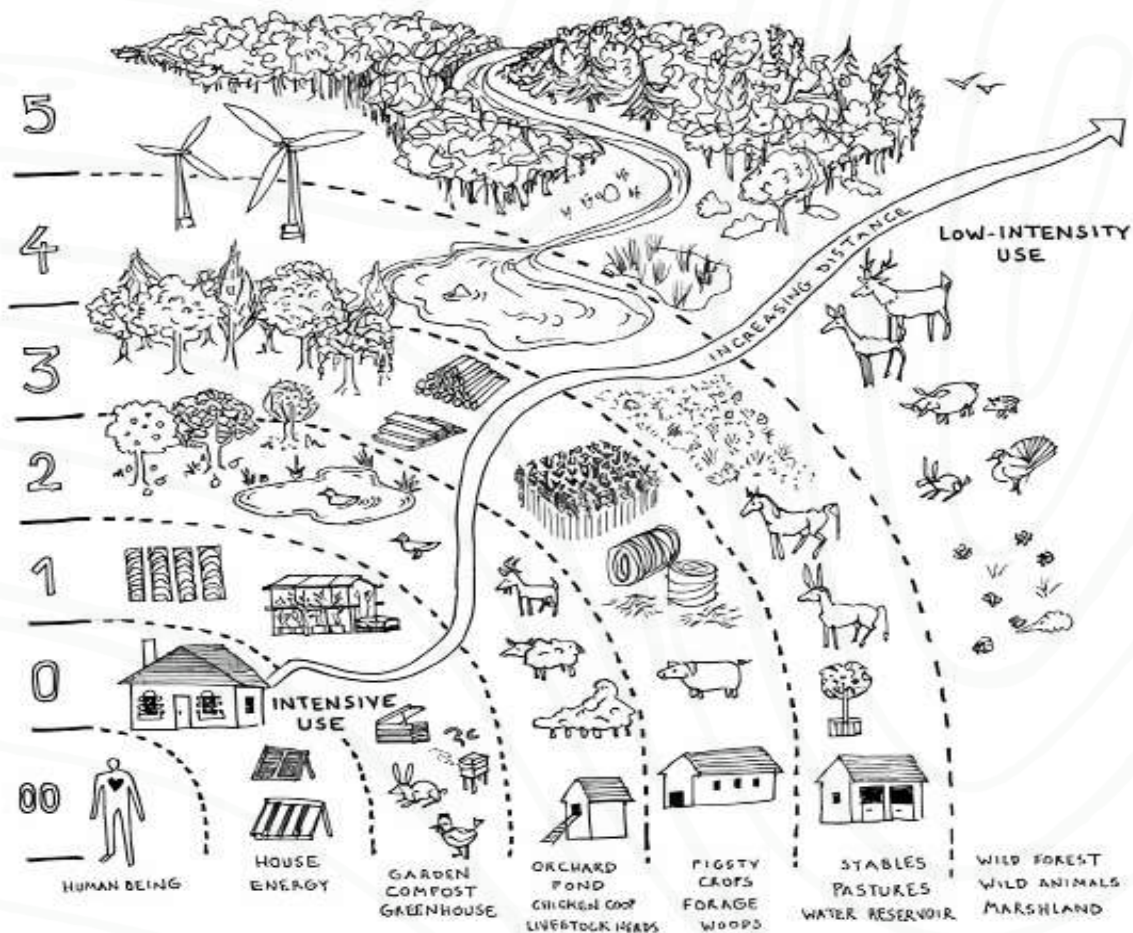 5
4
3
2
1
0
00
LOW-INTENSITY
USE
INCREASING DISTANCE
INTENSIVE
USE
HUMAN BEING
HOUSE
ENERGY
GARDEN
COMPOST
GREENHOUSE
ORCHARD
POND
CHICKEN COOP
LIVESTOCK HERDS
PIGSTY
CROPS
FORAGE
WOODS
STABLES
PASTURES
WATER RESERVOIR
WILD FOREST
WILD ANIMALS
MARSHLAND